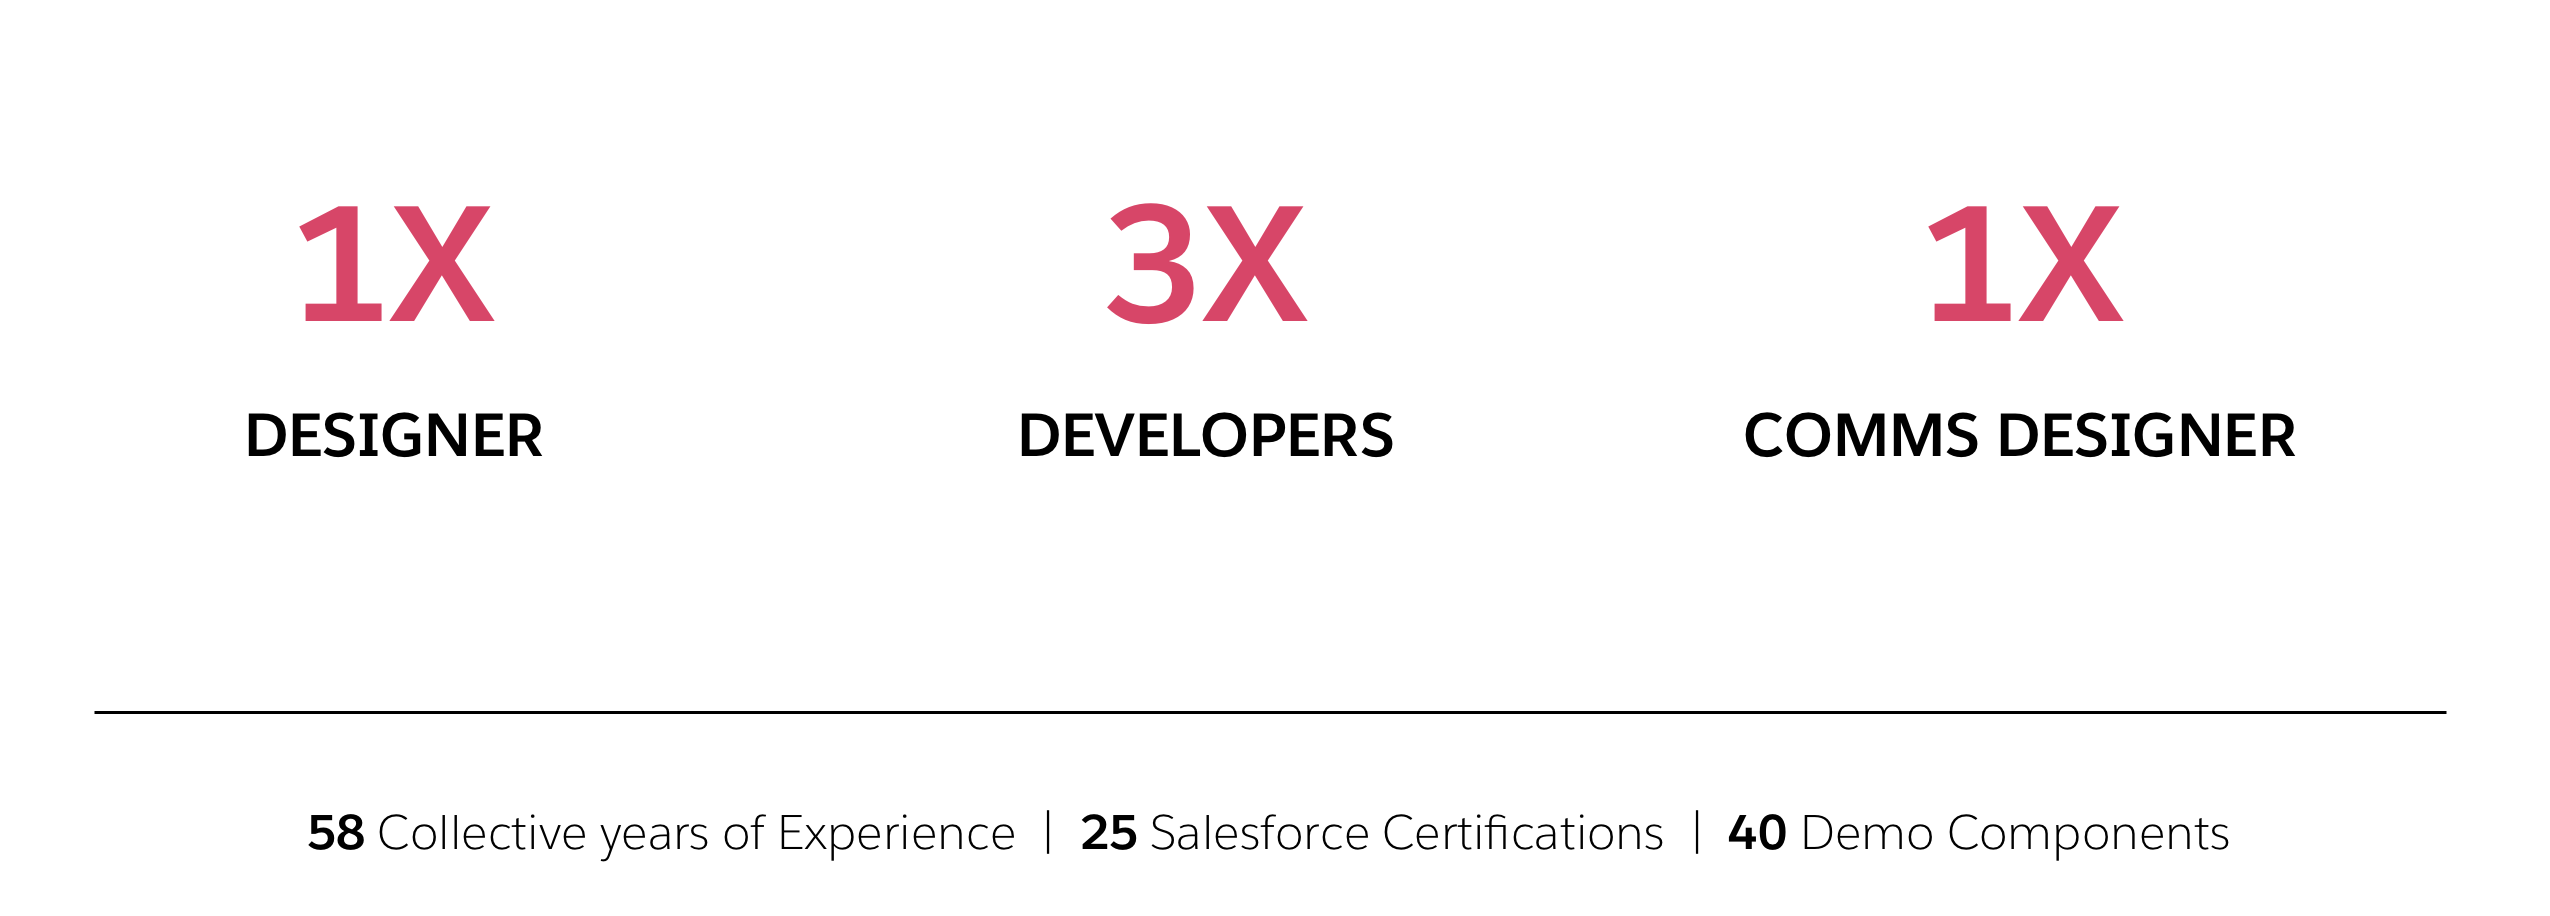 1X 3X 1X
DESIGNER DEVELOPERS COMMS DESIGNER
58 Collective years of Experience | 25 Salesforce Certifications | 40 Demo Components